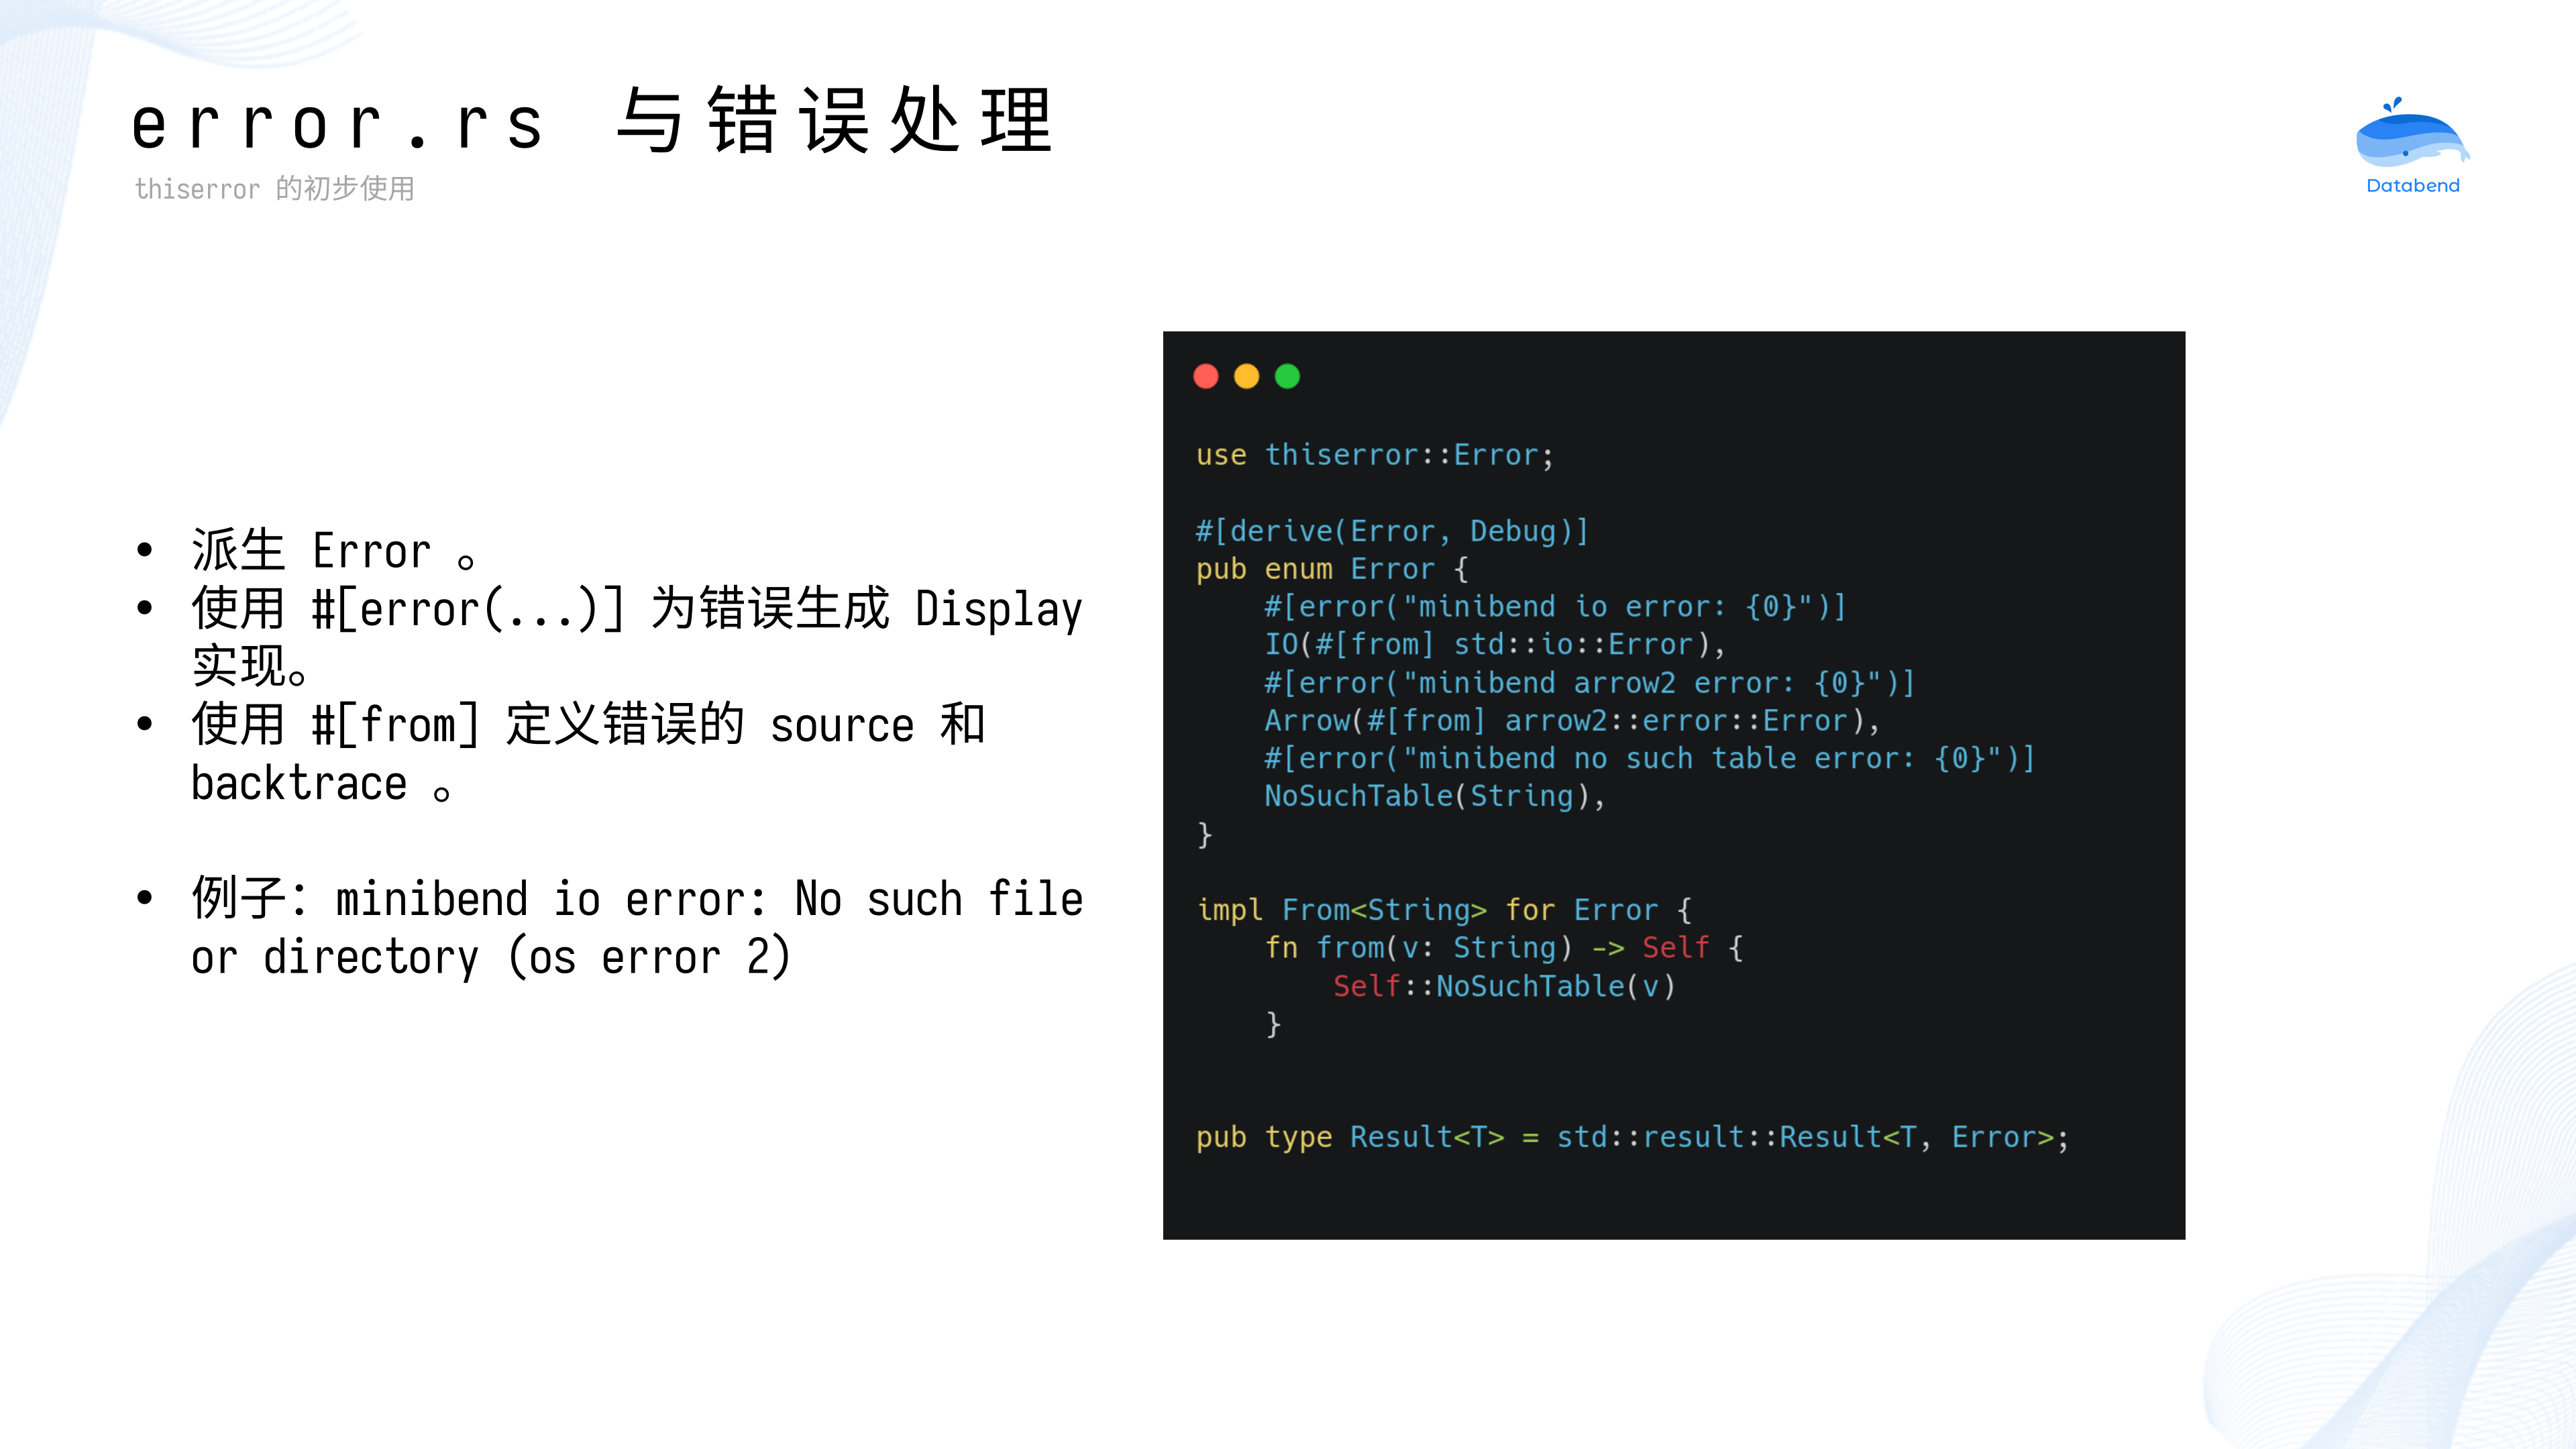 error.rs 与错误处理
thiserror 的初步使用
Databend
• 派生 Error 。
• 使用 #[error(...)] 为错误生成 Display
实现。
• 使用 #[from] 定义错误的 source 和
backtrace 。
• 例子：minibend io error: No such file
or directory (os error 2)
use thiserror::Error;
#[derive(Error, Debug)]
pub enum Error {
    #[error("minibend io error: {0}")]
    IO(#[from] std::io::Error),
    #[error("minibend arrow2 error: {0}")]
    Arrow(#[from] arrow2::error::Error),
    #[error("minibend no such table error: {0}")]
    NoSuchTable(String),
}
impl From<String> for Error {
    fn from(v: String) -> Self {
        Self::NoSuchTable(v)
    }
pub type Result<T> = std::result::Result<T, Error>;